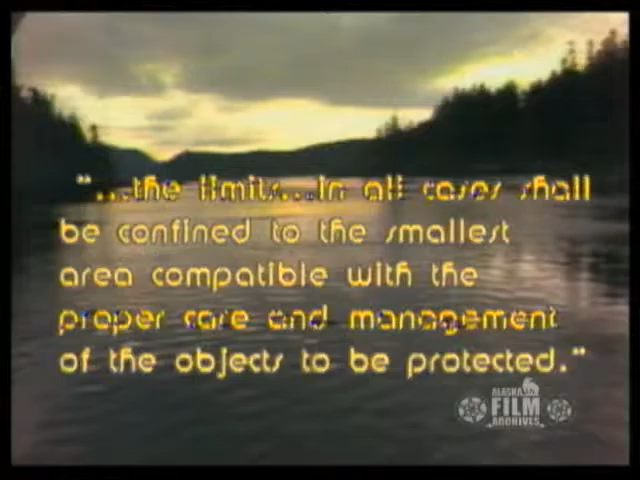 "...the limits...in all cases shall
be confined to the smallest
area compatible with the
proper care and management
of the objects to be protected."
ALASKA
FILM
ARCHIVES